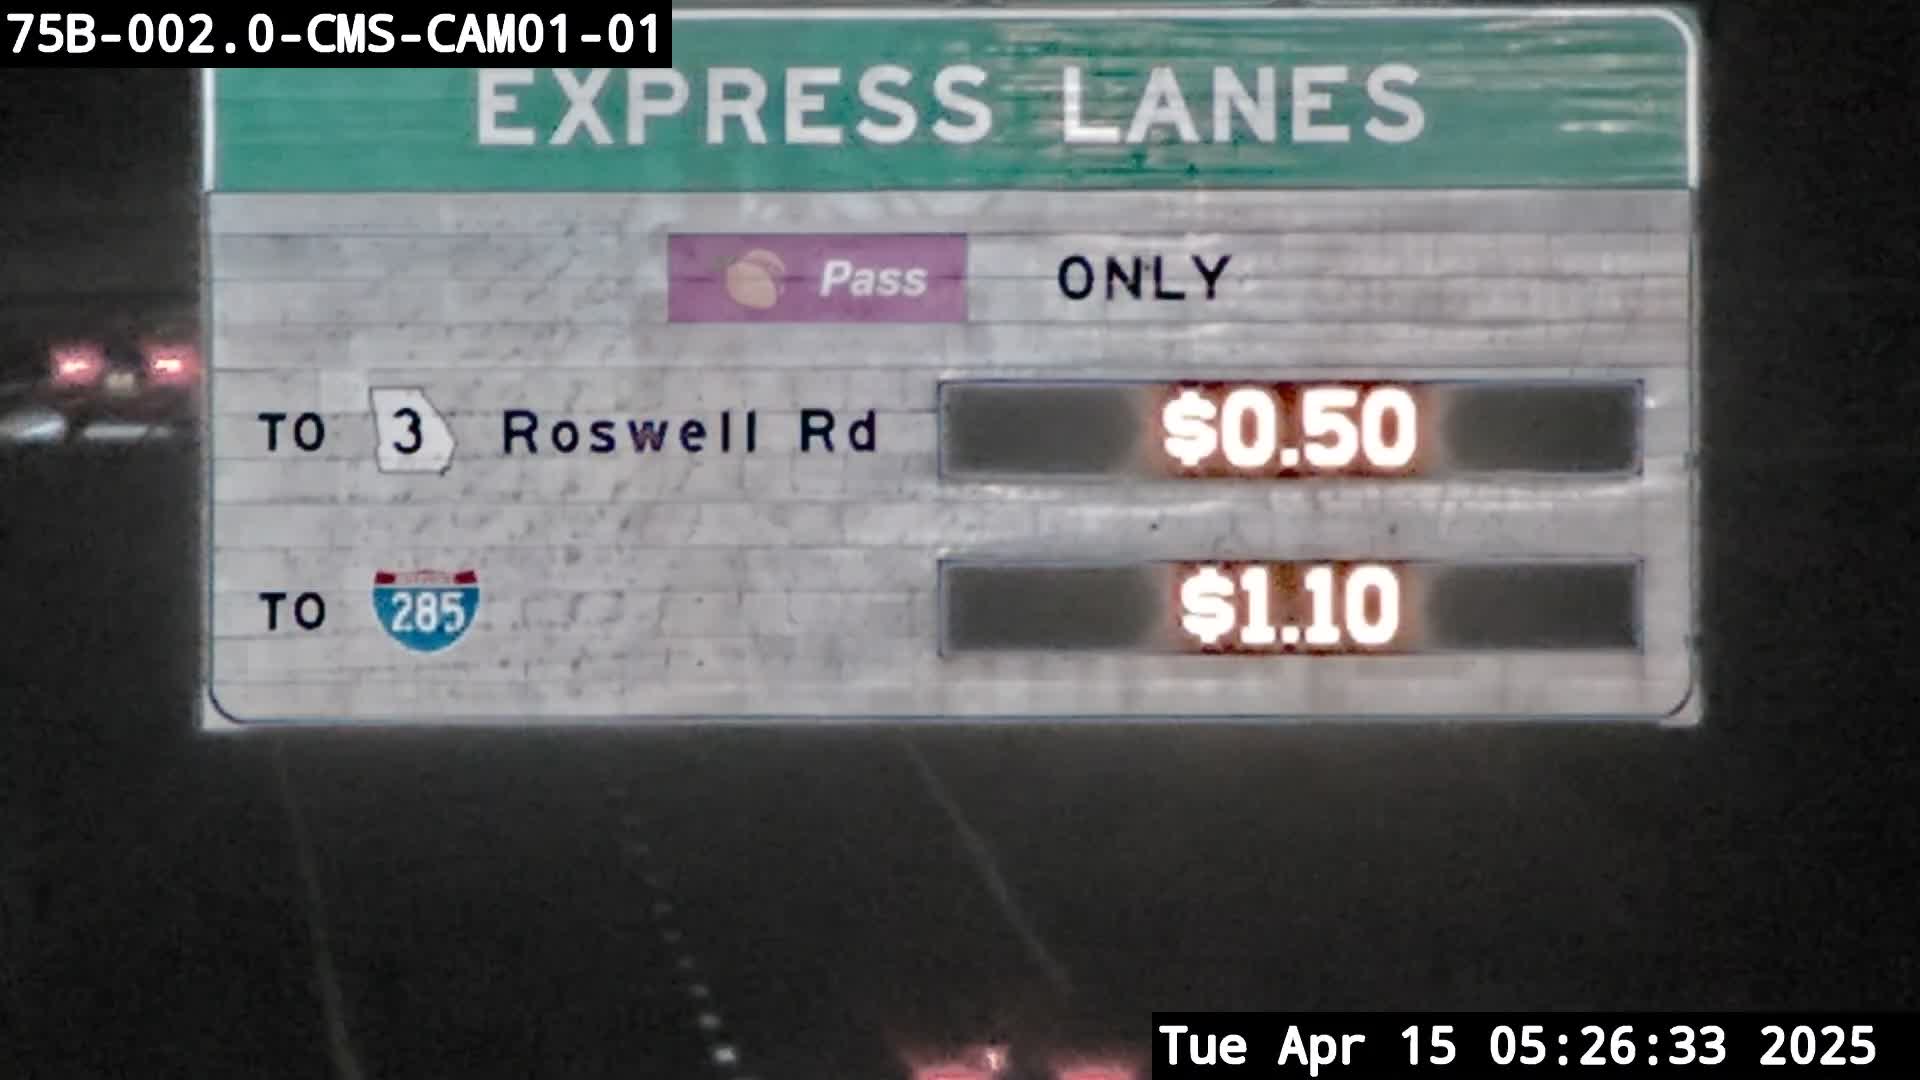 75B-002.0-CMS-CAM01-01
EXPRESS LANES
Pass ONLY
TO 3 Roswell Rd $0.50
TO 285 $1.10
Tue Apr 15 05:26:33 2025